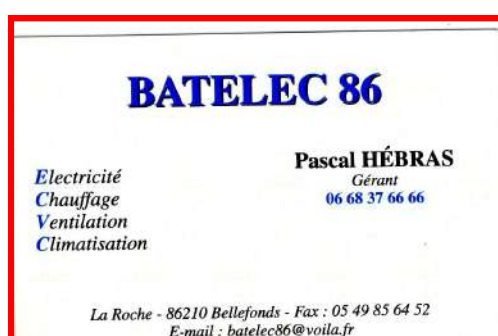 BATELEC 86
Pascal HÉBRAS
Gérant
06 68 37 66 66
Electricité
Chauffage
Ventilation
Climatisation
La Roche - 86210 Bellefonds - Fax : 05 49 85 64 52
E-mail : batelec86@voila.fr